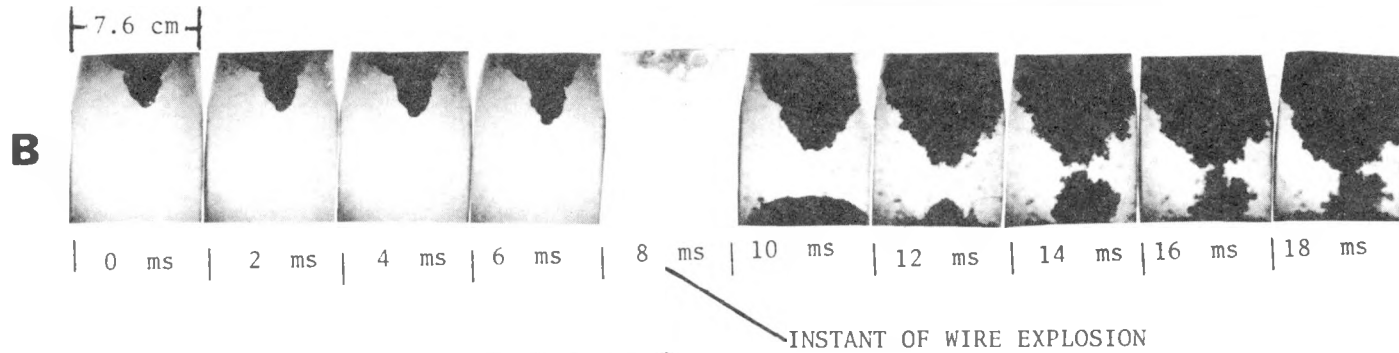 7.6 cm
B
0 ms 2 ms 4 ms 6 ms 8 ms 10 ms 12 ms 14 ms 16 ms 18 ms
INSTANT OF WIRE EXPLOSION